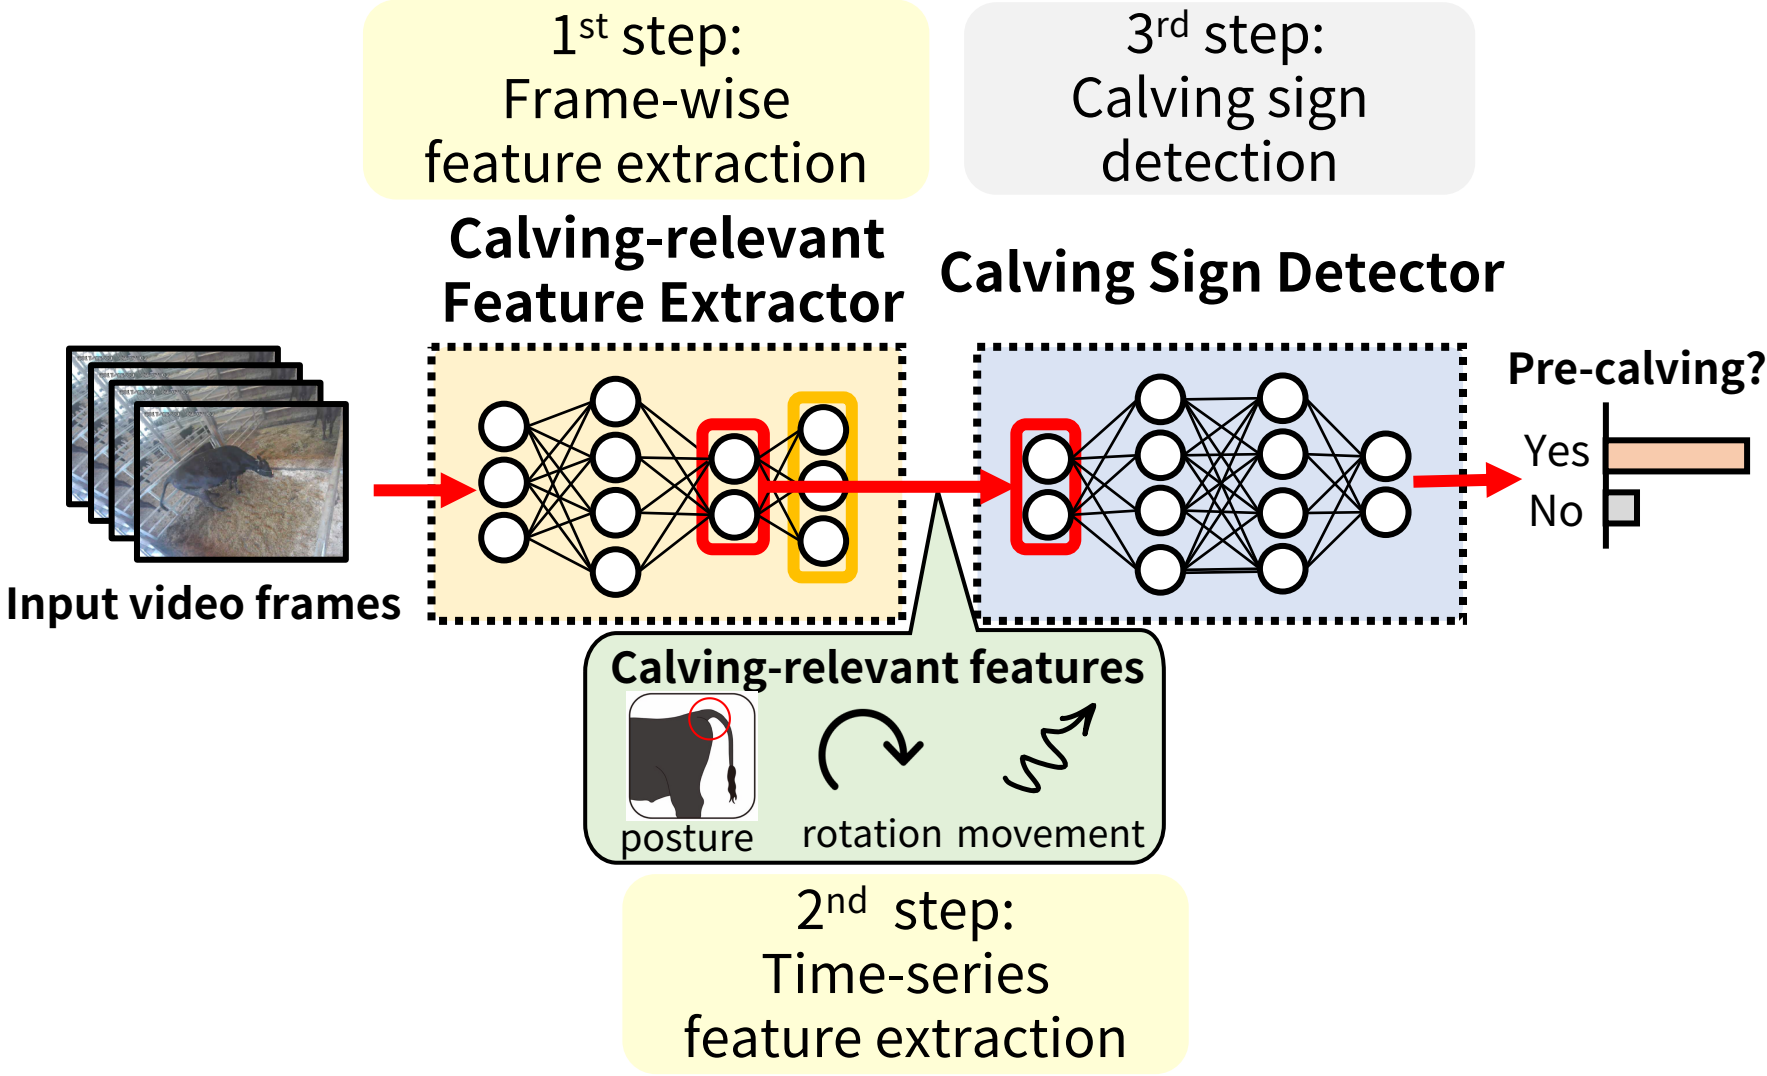 1st step:
Frame-wise
feature extraction
3rd step:
Calving sign
detection
Calving-relevant
Feature Extractor
Calving Sign Detector
Input video frames
Pre-calving?
Yes
No
Calving-relevant features
posture
rotation
movement
2nd step:
Time-series
feature extraction